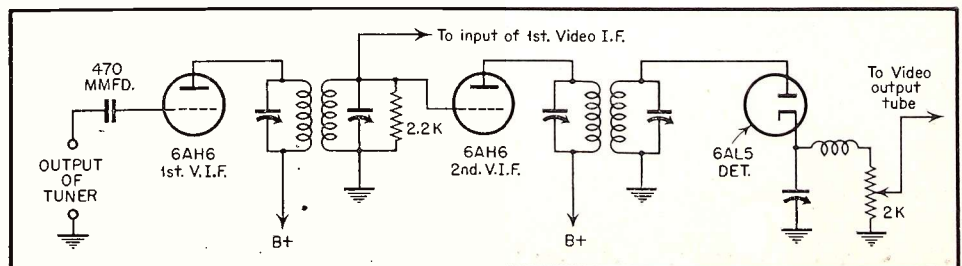 To input of 1st. Video I.F.
470
MMFD.
OUTPUT
OF
TUNER
6AH6
1st. V.I.F.
B+
2.2K
6AH6
2nd. V.I.F.
B+
6AL5
DET.
To Video
output
tube
2K